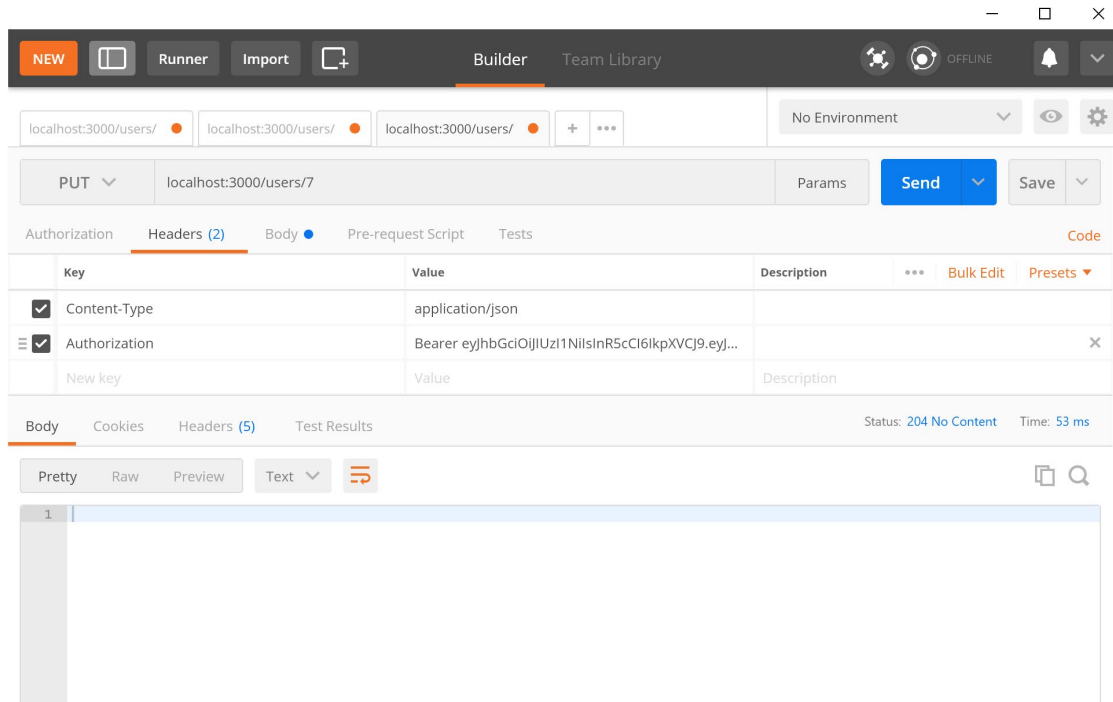 NEW Runner Import Builder Team Library OFFLINE
localhost:3000/users/ localhost:3000/users/ localhost:3000/users/ + ••• No Environment
PUT localhost:3000/users/7 Params Send Save
Authorization Headers (2) Body Pre-request Script Tests Code
Key Value Description ••• Bulk Edit Presets
Content-Type application/json
Authorization Bearer eyJhbGciOiJIUzI1NiIsInR5cCI6IkpXVCJ9.eyJ...
New key Value Description
Body Cookies Headers (5) Test Results Status: 204 No Content Time: 53 ms
Pretty Raw Preview Text
1